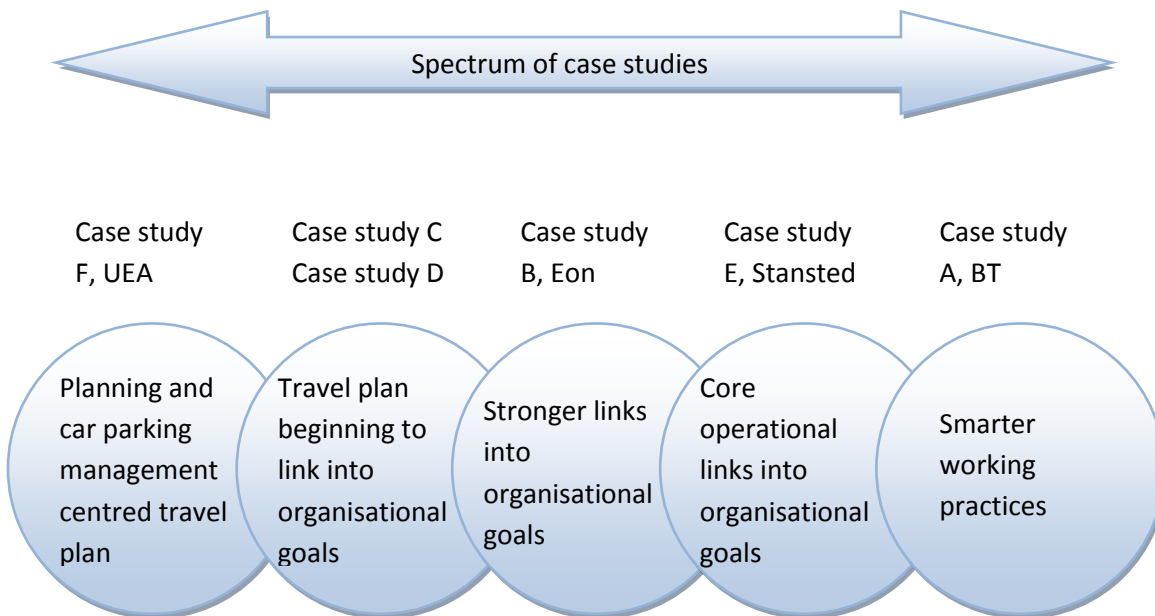 Spectrum of case studies
Case study
F, UEA
Case study C
Case study D
Case study
B, Eon
Case study
E, Stansted
Case study
A, BT
Planning and
car parking
management
centred travel
plan
Travel plan
beginning to
link into
organisational
goals
Stronger links
into
organisational
goals
Core
operational
links into
organisational
goals
Smarter
working
practices